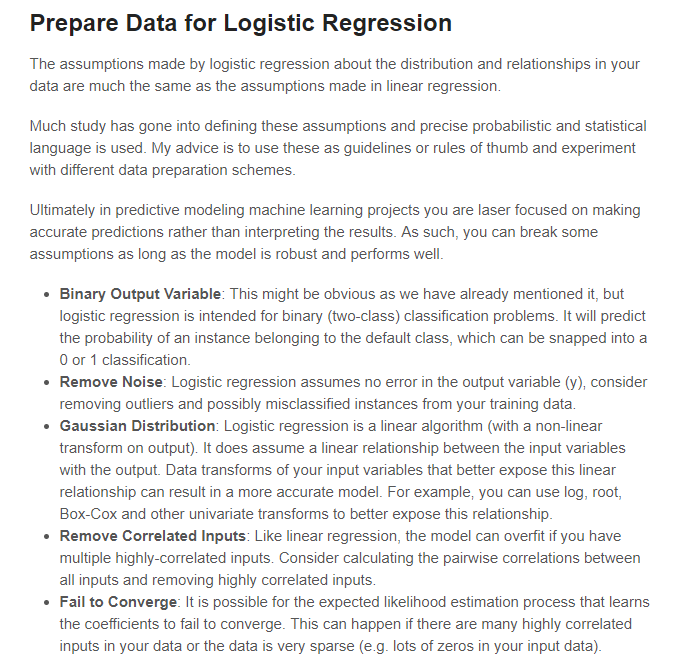 Prepare Data for Logistic Regression
The assumptions made by logistic regression about the distribution and relationships in your
data are much the same as the assumptions made in linear regression.
Much study has gone into defining these assumptions and precise probabilistic and statistical
language is used. My advice is to use these as guidelines or rules of thumb and experiment
with different data preparation schemes.
Ultimately in predictive modeling machine learning projects you are laser focused on making
accurate predictions rather than interpreting the results. As such, you can break some
assumptions as long as the model is robust and performs well.
• Binary Output Variable: This might be obvious as we have already mentioned it, but
logistic regression is intended for binary (two-class) classification problems. It will predict
the probability of an instance belonging to the default class, which can be snapped into a
0 or 1 classification.
• Remove Noise: Logistic regression assumes no error in the output variable (y), consider
removing outliers and possibly misclassified instances from your training data.
• Gaussian Distribution: Logistic regression is a linear algorithm (with a non-linear
transform on output). It does assume a linear relationship between the input variables
with the output. Data transforms of your input variables that better expose this linear
relationship can result in a more accurate model. For example, you can use log, root,
Box-Cox and other univariate transforms to better expose this relationship.
• Remove Correlated Inputs: Like linear regression, the model can overfit if you have
multiple highly-correlated inputs. Consider calculating the pairwise correlations between
all inputs and removing highly correlated inputs.
• Fail to Converge: It is possible for the expected likelihood estimation process that learns
the coefficients to fail to converge. This can happen if there are many highly correlated
inputs in your data or the data is very sparse (e.g. lots of zeros in your input data).